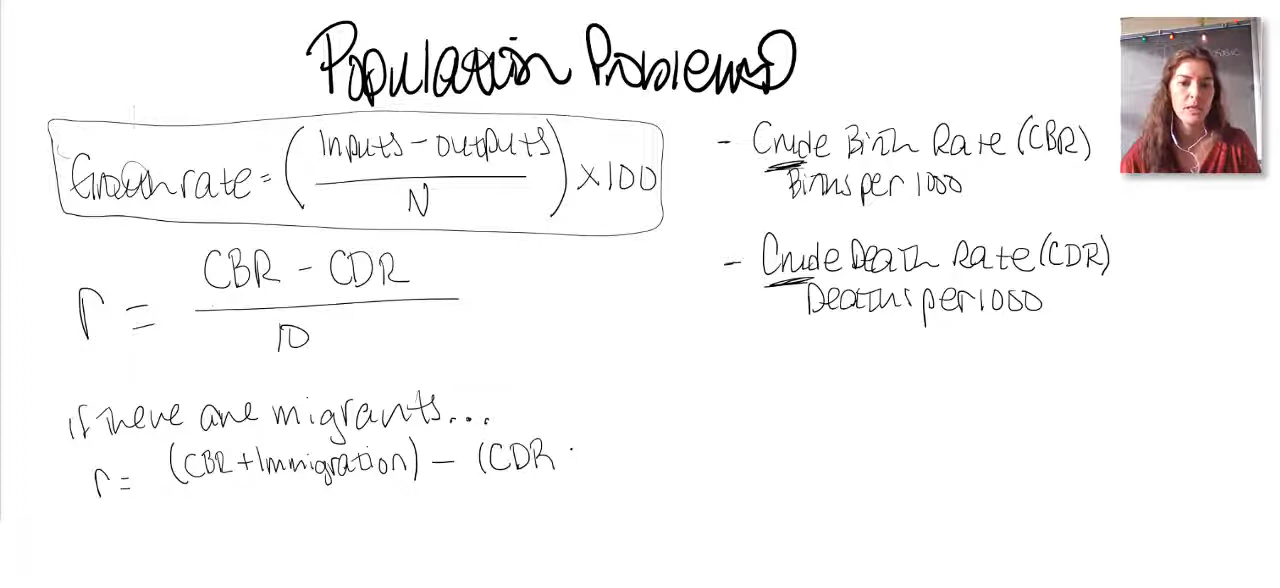 Population Problems
Growth rate = (inputs - outputs / N) x 100
r = CBR - CDR / 10
if there are migrants...
r = (CBR + Immigration) - (CDR
- Crude Birth Rate (CBR)
Births per 1000
- Crude Death Rate (CDR)
Deaths per 1000